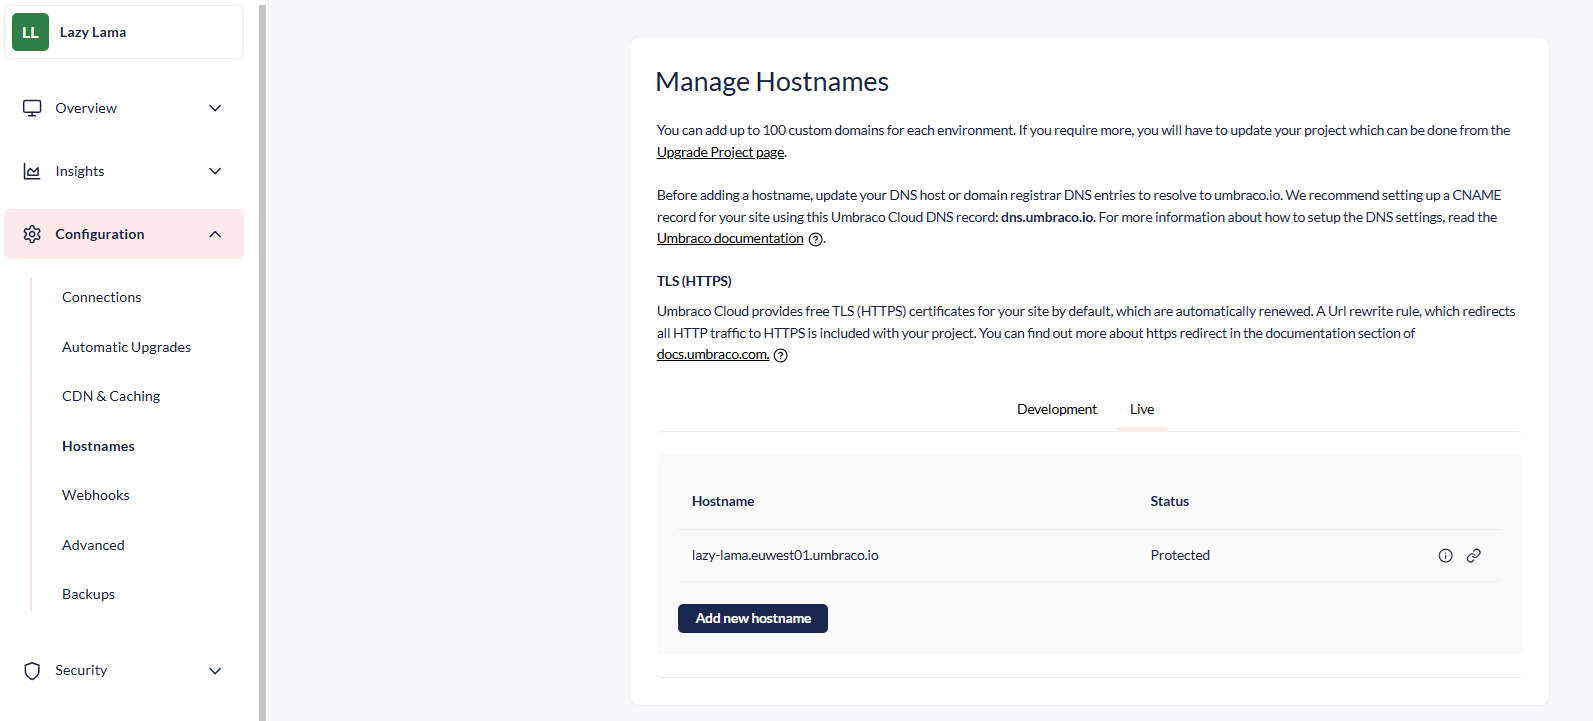 LL Lazy Lama
Overview
Insights
Configuration
Connections
Automatic Upgrades
CDN & Caching
Hostnames
Webhooks
Advanced
Backups
Security
Manage Hostnames
You can add up to 100 custom domains for each environment. If you require more, you will have to update your project which can be done from the
Upgrade Project page.
Before adding a hostname, update your DNS host or domain registrar DNS entries to resolve to umbraco.io. We recommend setting up a CNAME
record for your site using this Umbraco Cloud DNS record: dns.umbraco.io. For more information about how to setup the DNS settings, read the
Umbraco documentation ?.
TLS (HTTPS)
Umbraco Cloud provides free TLS (HTTPS) certificates for your site by default, which are automatically renewed. A Url rewrite rule, which redirects
all HTTP traffic to HTTPS is included with your project. You can find out more about https redirect in the documentation section of
docs.umbraco.com. ?
Development Live
Hostname Status
lazy-lama.euwest01.umbraco.io Protected
Add new hostname